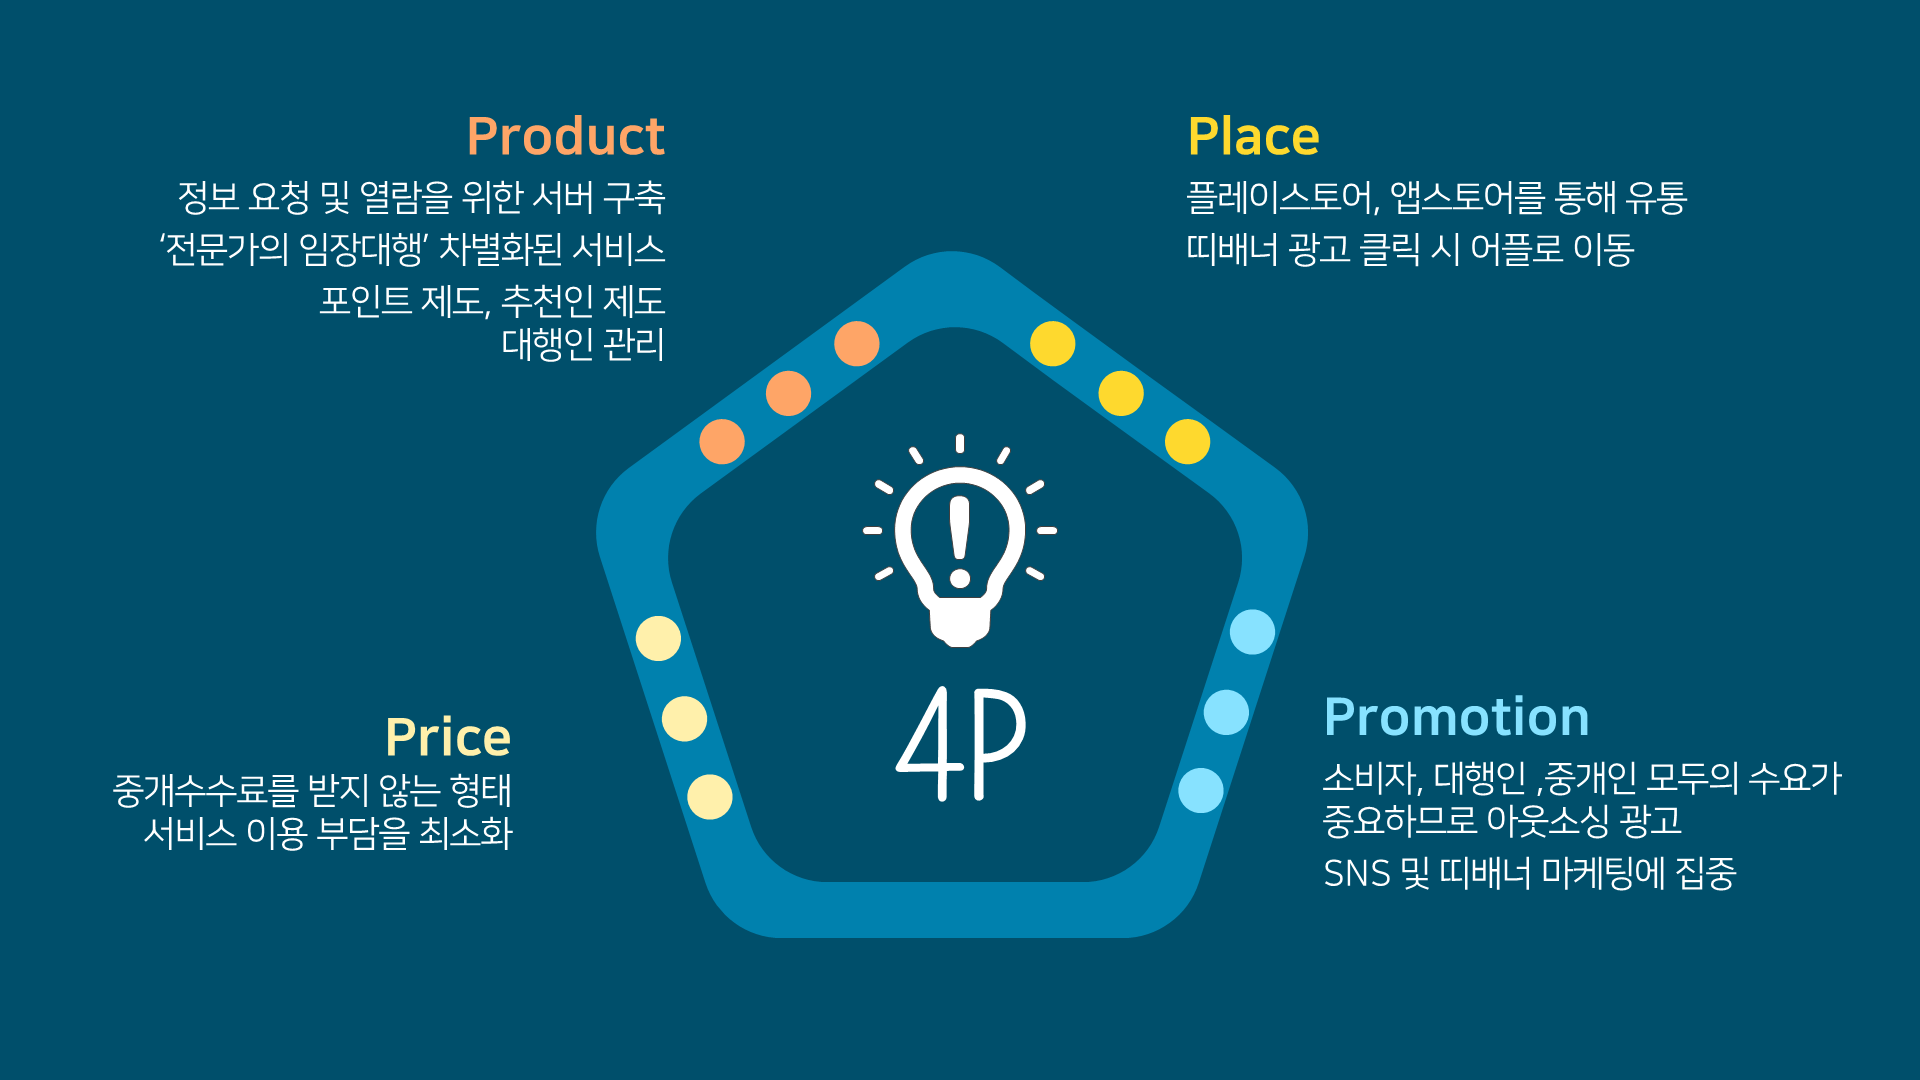 Product
정보 요청 및 열람을 위한 서버 구축
‘전문가의 임장대행’ 차별화된 서비스
포인트 제도, 추천인 제도
대행인 관리
Place
플레이스토어, 앱스토어를 통해 유통
띠배너 광고 클릭 시 어플로 이동
4P
Price
중개수수료를 받지 않는 형태
서비스 이용 부담을 최소화
Promotion
소비자, 대행인 ,중개인 모두의 수요가
중요하므로 아웃소싱 광고
SNS 및 띠배너 마케팅에 집중